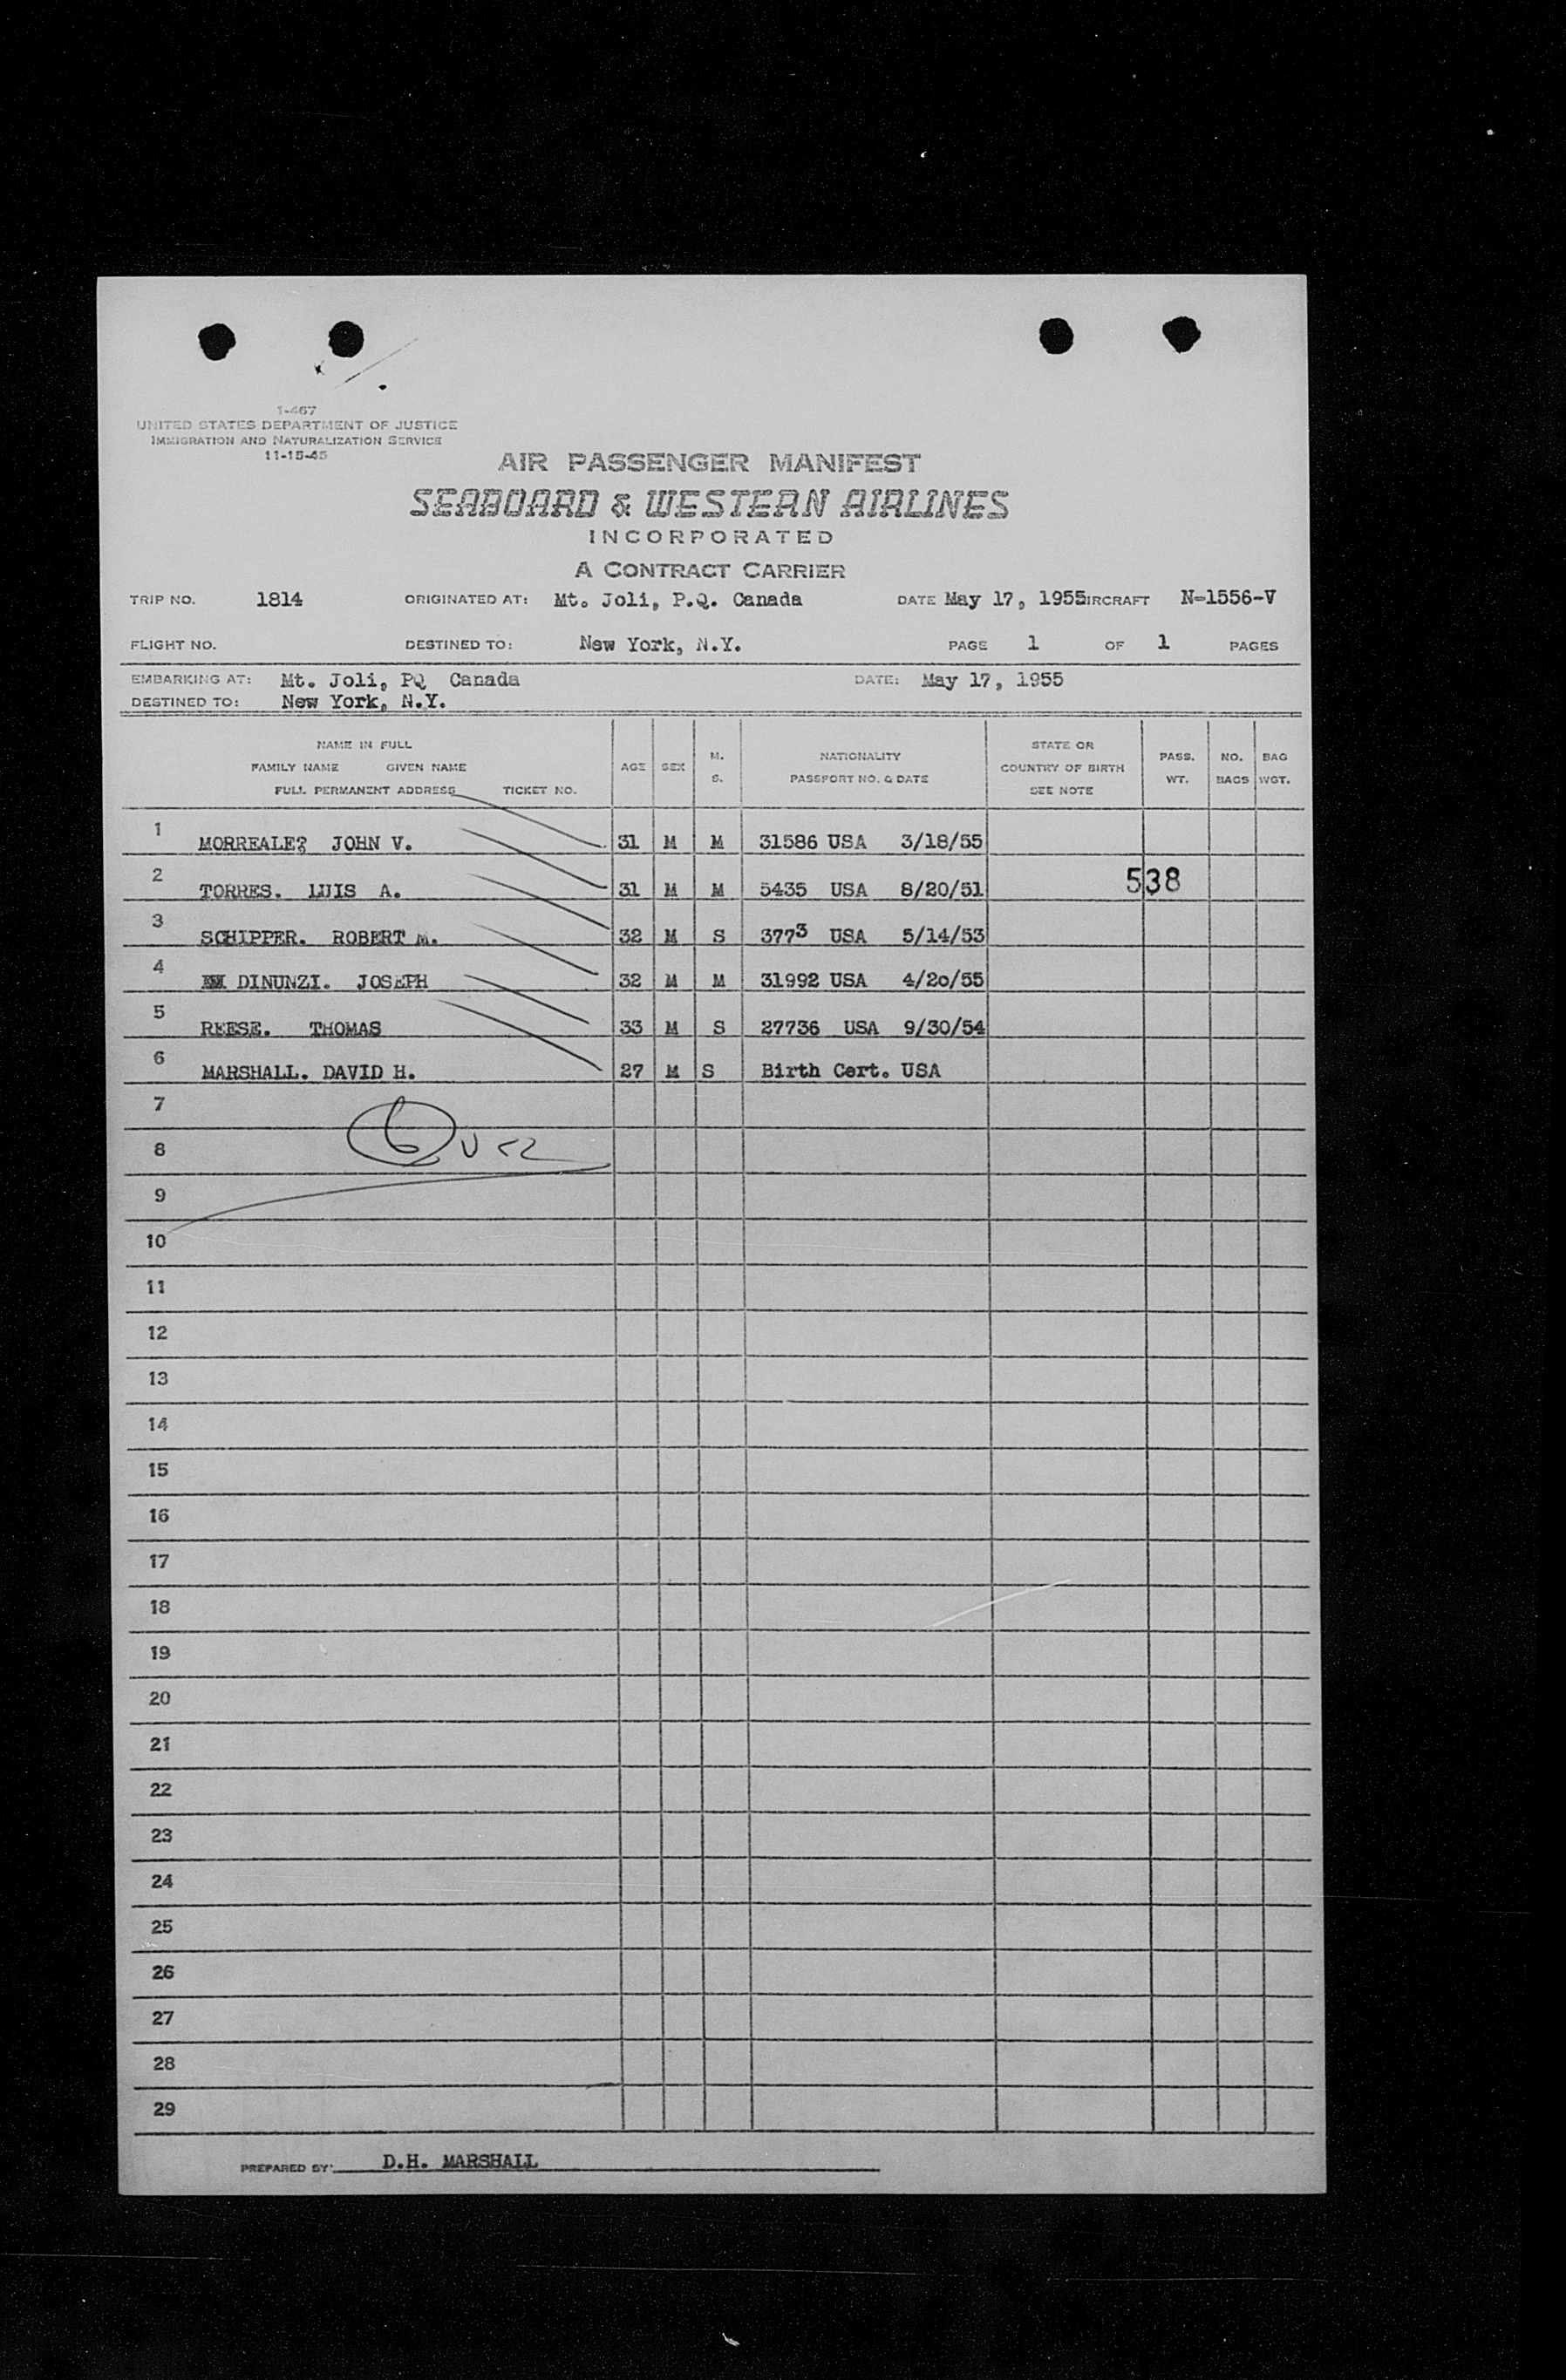 1-467
UNITED STATES DEPARTMENT OF JUSTICE
IMMIGRATION AND NATURALIZATION SERVICE
11-15-45
AIR PASSENGER MANIFEST
SEABOARD & WESTERN AIRLINES
INCORPORATED
A CONTRACT CARRIER
TRIP NO. 1814 ORIGINATED AT: Mt. Joli, P.Q. Canada DATE May 17, 1955 IRCRAFT N-1556-V
FLIGHT NO. DESTINED TO: New York, N.Y. PAGE 1 OF 1 PAGES
EMBARKING AT: Mt. Joli, PQ Canada DATE: May 17, 1955
DESTINED TO: New York, N.Y.
NAME IN FULL
FAMILY NAME GIVEN NAME
FULL PERMANENT ADDRESS TICKET NO.
AGE SEX M. S.
NATIONALITY
PASSPORT NO. & DATE
STATE OR
COUNTRY OF BIRTH
SEE NOTE
PASS. WT.
NO. BAGS
BAG WGT.
1 MORREALE? JOHN V. 31 M M 31586 USA 3/18/55
2 TORRES. LUIS A. 31 M M 5435 USA 8/20/51 538
3 SCHIPPER. ROBERT M. 32 M S 3773 USA 5/14/53
4 DINUNZI. JOSEPH 32 M M 31992 USA 4/20/55
5 REESE. THOMAS 33 M S 27736 USA 9/30/54
6 MARSHALL. DAVID H. 27 M S Birth Cert. USA
7
8 6
9
10
11
12
13
14
15
16
17
18
19
20
21
22
23
24
25
26
27
28
29
PREPARED BY: D.H. MARSHALL